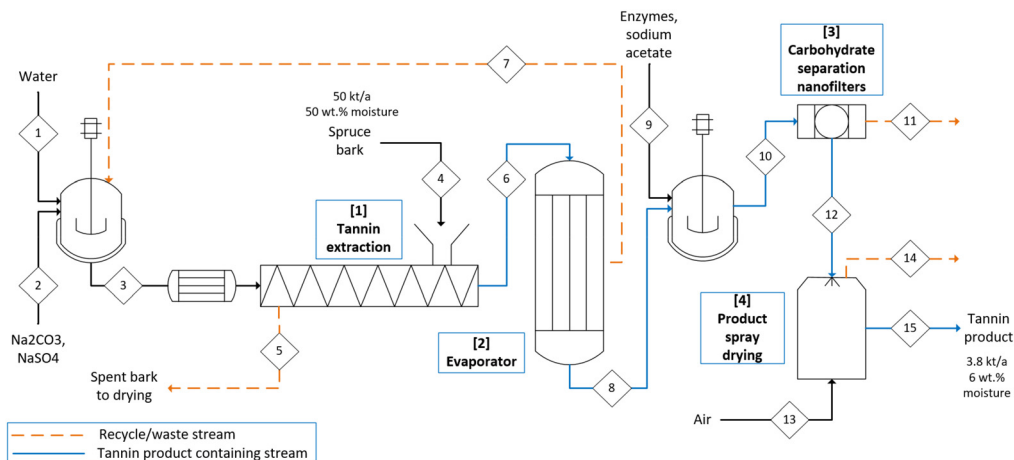 Enzymes,
sodium
acetate
[3]
Carbohydrate
separation
nanofilters
Water
7
50 kt/a
50 wt.% moisture
Spruce
bark
1
9
11
10
4
6
[1]
Tannin
extraction
12
14
2
3
[4]
Product
spray
drying
15
Tannin
product
3.8 kt/a
6 wt.%
moisture
Na2CO3,
NaSO4
5
[2]
Evaporator
8
Spent bark
to drying
Air
13
Recycle/waste stream
Tannin product containing stream